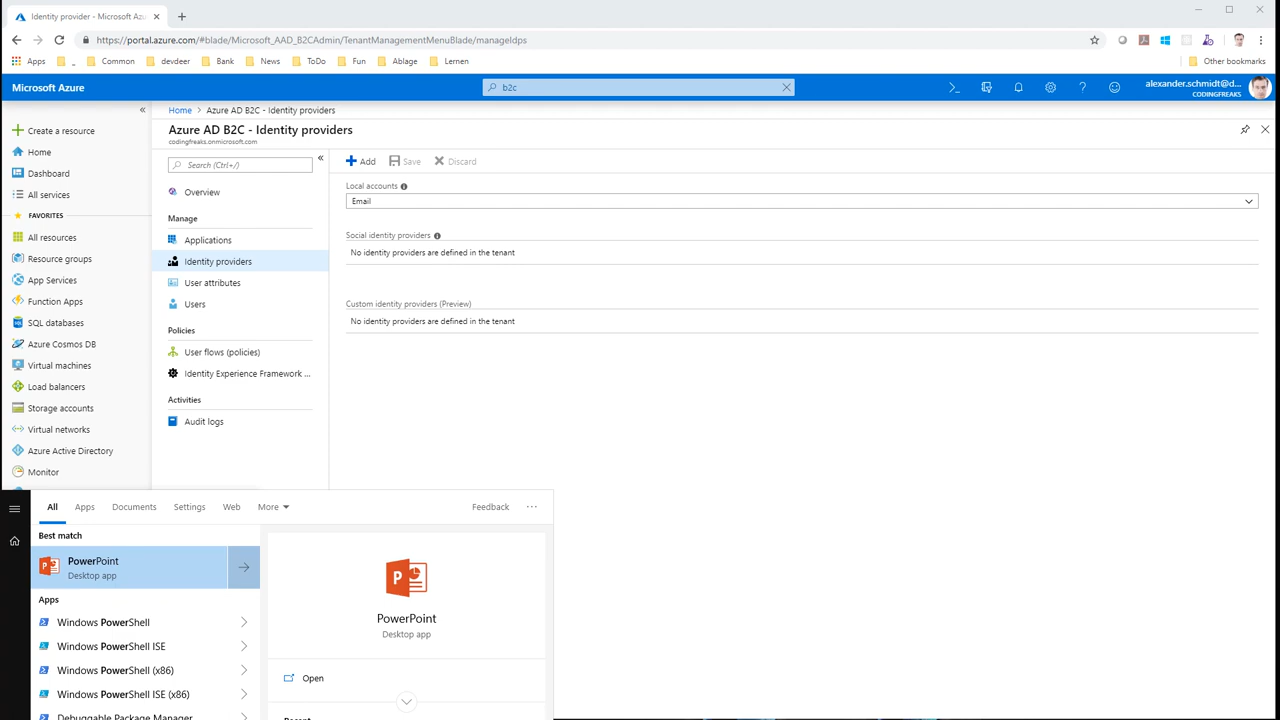 Identity provider - Microsoft Azu
https://portal.azure.com/#blade/Microsoft_AAD_B2CAdmin/TenantManagementMenuBlade/manageIdps
Apps
_
Common
devdeer
Bank
News
ToDo
Fun
Ablage
Lernen
Other bookmarks
Microsoft Azure
b2c
alexander.schmidt@d...
CODINGFREAKS
Home
Azure AD B2C - Identity providers
Azure AD B2C - Identity providers
codingfreaks.onmicrosoft.com
Create a resource
Home
Dashboard
All services
FAVORITES
All resources
Resource groups
App Services
Function Apps
SQL databases
Azure Cosmos DB
Virtual machines
Load balancers
Storage accounts
Virtual networks
Azure Active Directory
Monitor
Search (Ctrl+/)
Overview
Manage
Applications
Identity providers
User attributes
Users
Policies
User flows (policies)
Identity Experience Framework ...
Activities
Audit logs
Add
Save
Discard
Local accounts
Email
Social identity providers
No identity providers are defined in the tenant
Custom identity providers (Preview)
No identity providers are defined in the tenant
All
Apps
Documents
Settings
Web
More
Feedback
...
Best match
PowerPoint
Desktop app
Apps
Windows PowerShell
Windows PowerShell ISE
Windows PowerShell (x86)
Windows PowerShell ISE (x86)
Debuggable Package Manager
PowerPoint
Desktop app
Open
Recent